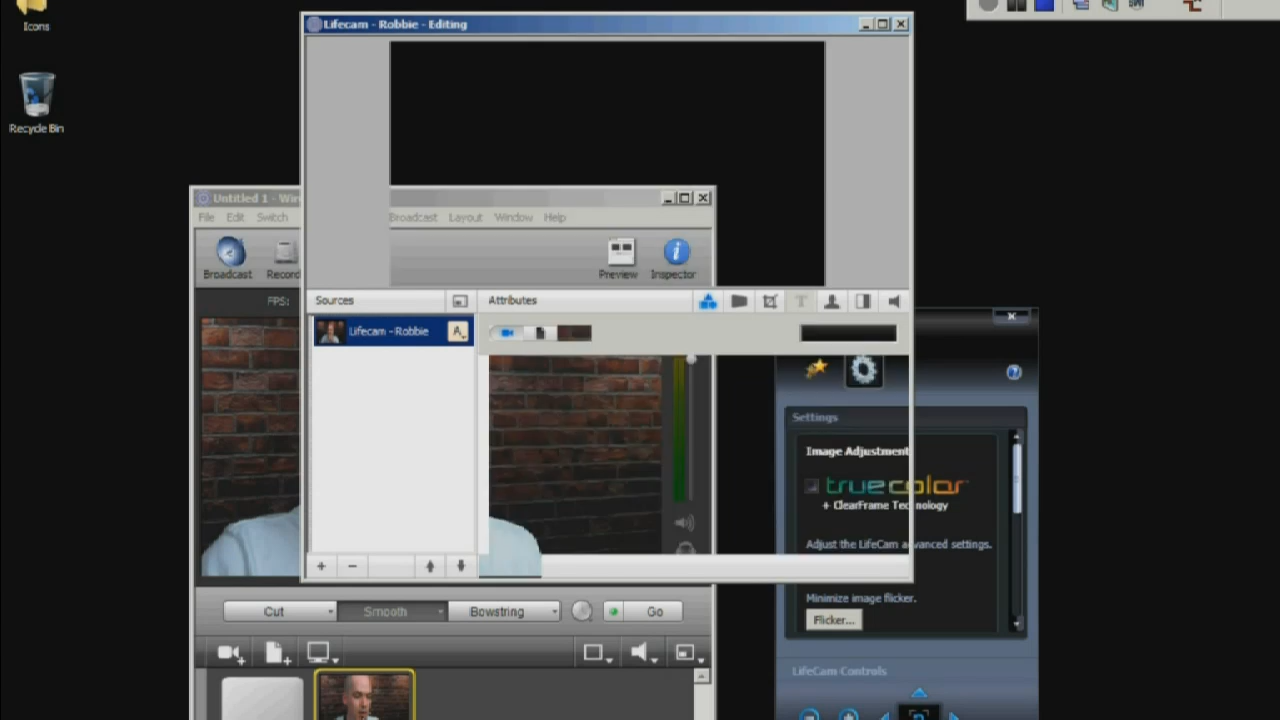 Icons
Recycle Bin
Lifecam - Robbie - Editing
Untitled 1 -
File Edit Switch Broadcast Layout Window Help
Broadcast Record Preview Inspector
FPS:
Sources Attributes
Lifecam - Robbie
Settings
Image Adjustment
truecolor
+ ClearFrame Technology
Adjust the LifeCam advanced settings.
Minimize image flicker.
Flicker...
LifeCam Controls
Cut Smooth Bowstring Go